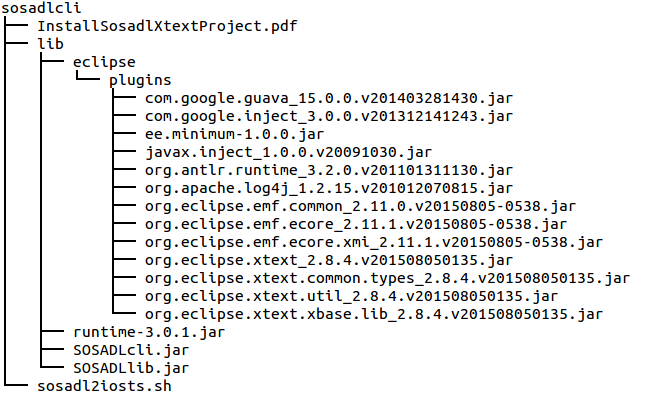 sosadlcli
InstallSosadlXtextProject.pdf
lib
eclipse
plugins
com.google.guava_15.0.0.v201403281430.jar
com.google.inject_3.0.0.v201312141243.jar
ee.minimum-1.0.0.jar
javax.inject_1.0.0.v20091030.jar
org.antlr.runtime_3.2.0.v201101311130.jar
org.apache.log4j_1.2.15.v201012070815.jar
org.eclipse.emf.common_2.11.0.v20150805-0538.jar
org.eclipse.emf.ecore_2.11.1.v20150805-0538.jar
org.eclipse.emf.ecore.xmi_2.11.1.v20150805-0538.jar
org.eclipse.xtext_2.8.4.v201508050135.jar
org.eclipse.xtext.common.types_2.8.4.v201508050135.jar
org.eclipse.xtext.util_2.8.4.v201508050135.jar
org.eclipse.xtext.xbase.lib_2.8.4.v201508050135.jar
runtime-3.0.1.jar
SOSADLcli.jar
SOSADLlib.jar
sosadl2iosts.sh